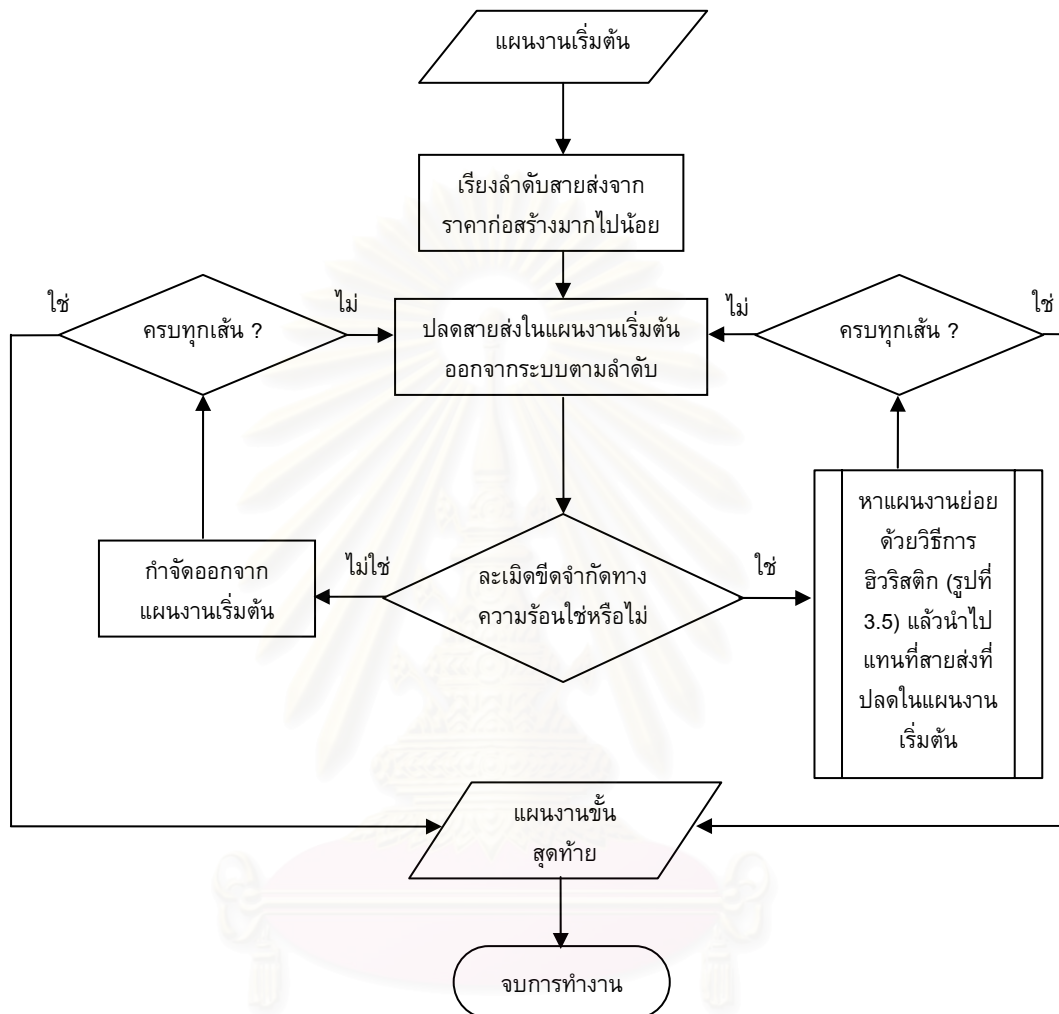 แผนงานเริ่มต้น
เรียงลำดับสายส่งจาก
ราคาก่อสร้างมากไปน้อย
ใช่
ครบทุกเส้น ?
ไม่
ปลดสายส่งในแผนงานเริ่มต้น
ออกจากระบบตามลำดับ
ไม่
ครบทุกเส้น ?
ใช่
กำจัดออกจาก
แผนงานเริ่มต้น
ไม่ใช่
ละเมิดขีดจำกัดทาง
ความร้อนใช่หรือไม่
ใช่
หาแผนงานย่อย
ด้วยวิธีการ
ฮิวริสติก (รูปที่
3.5) แล้วนำไป
แทนที่สายส่งที่
ปลดในแผนงาน
เริ่มต้น
แผนงานขั้น
สุดท้าย
จบการทำงาน